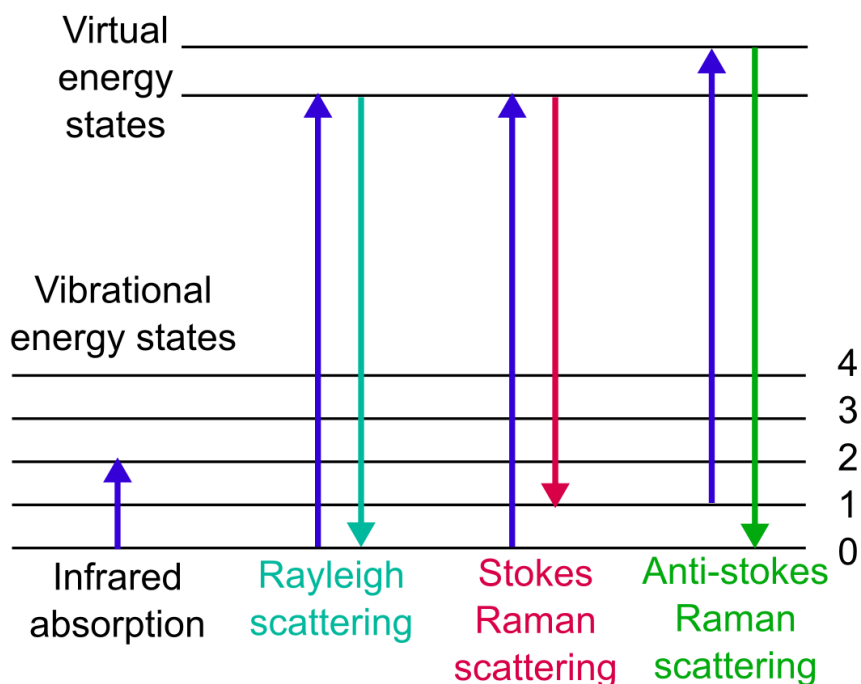 Virtual
energy
states
Vibrational
energy states
4
3
2
1
0
Infrared
absorption
Rayleigh
scattering
Stokes
Raman
scattering
Anti-stokes
Raman
scattering